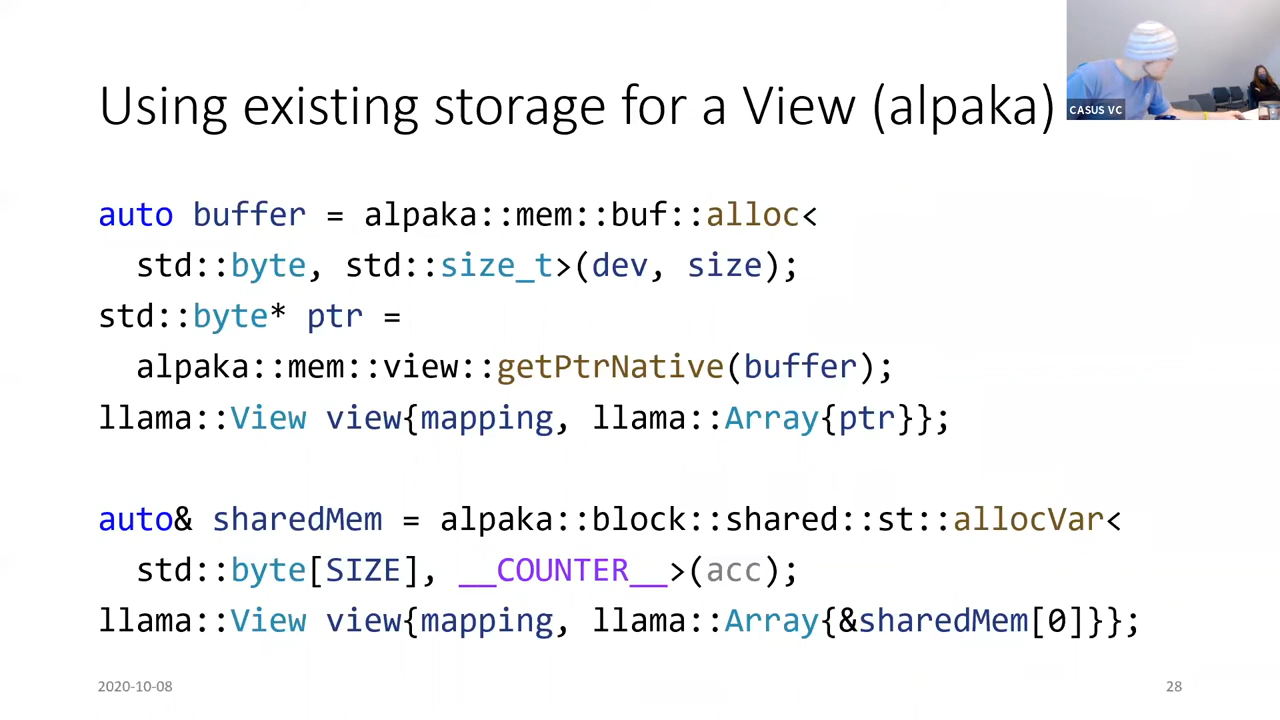 Using existing storage for a View (alpaka)
CASUS VC
auto buffer = alpaka::mem::buf::alloc<
  std::byte, std::size_t>(dev, size);
std::byte* ptr =
  alpaka::mem::view::getPtrNative(buffer);
llama::View view{mapping, llama::Array{ptr}};
auto& sharedMem = alpaka::block::shared::st::allocVar<
  std::byte[SIZE], __COUNTER__>(acc);
llama::View view{mapping, llama::Array{&sharedMem[0]}};
2020-10-08
28